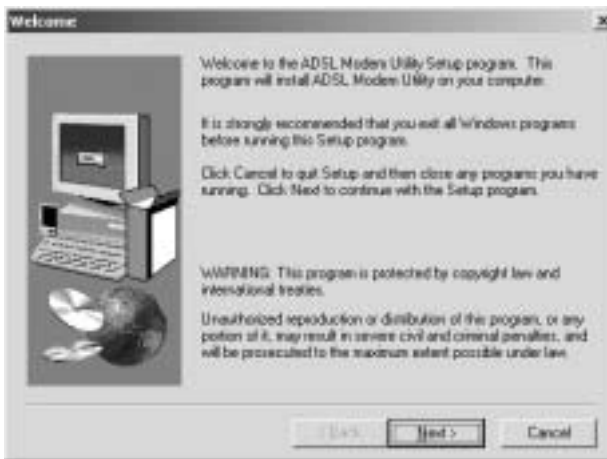 Welcome
Welcome to the ADSL Modem Utility Setup program. This
program will install ADSL Modem Utility on your computer.
It is strongly recommended that you exit all Windows programs
before running this Setup program.
Click Cancel to quit Setup and then close any programs you have
running. Click Next to continue with the Setup program.
WARNING: This program is protected by copyright law and
international treaties.
Unauthorized reproduction or distribution of this program, or any
portion of it, may result in severe civil and criminal penalties, and
will be prosecuted to the maximum extent possible under law.
< Back
Next >
Cancel